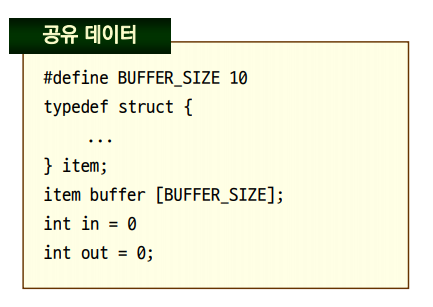 공유 데이터
#define BUFFER_SIZE 10
typedef struct {
...
} item;
item buffer [BUFFER_SIZE];
int in = 0
int out = 0;